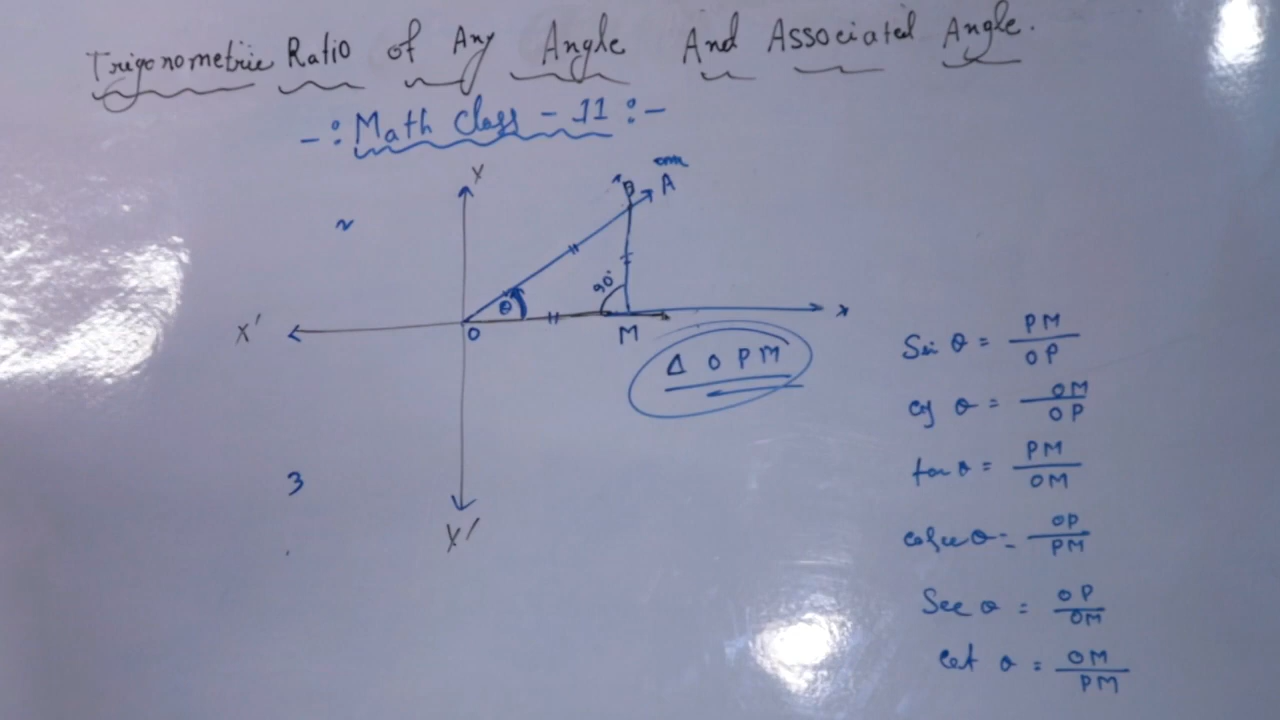 Trigonometric Ratio of Any Angle And Associated Angle.
-: Math Class - 11 :-
Y
P
A
90°
θ
X'
O
M
x
Δ OPM
Sin θ = PM/OP
cos θ = OM/OP
tan θ = PM/OM
cosec θ = OP/PM
Sec θ = OP/OM
Cot θ = OM/PM
3
Y'